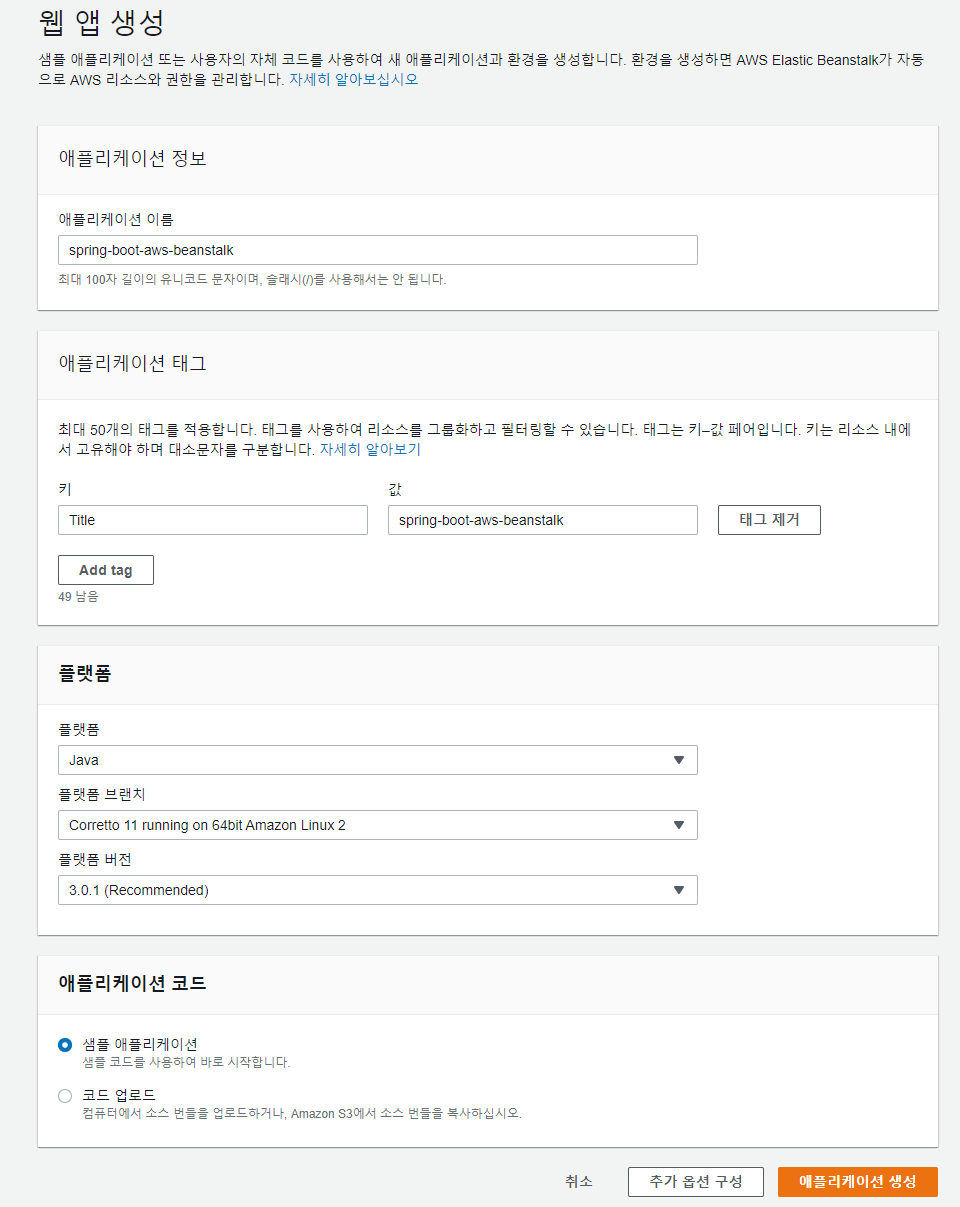 웹 앱 생성
샘플 애플리케이션 또는 사용자의 자체 코드를 사용하여 새 애플리케이션과 환경을 생성합니다. 환경을 생성하면 AWS Elastic Beanstalk가 자동
으로 AWS 리소스와 권한을 관리합니다. 자세히 알아보십시오
애플리케이션 정보
애플리케이션 이름
spring-boot-aws-beanstalk
최대 100자 길이의 유니코드 문자이며, 슬래시(/)를 사용해서는 안 됩니다.
애플리케이션 태그
최대 50개의 태그를 적용합니다. 태그를 사용하여 리소스를 그룹화하고 필터링할 수 있습니다. 태그는 키–값 페어입니다. 키는 리소스 내에
서 고유해야 하며 대소문자를 구분합니다. 자세히 알아보기
키 값
Title spring-boot-aws-beanstalk 태그 제거
Add tag
49 남음
플랫폼
플랫폼
Java
플랫폼 브랜치
Corretto 11 running on 64bit Amazon Linux 2
플랫폼 버전
3.0.1 (Recommended)
애플리케이션 코드
샘플 애플리케이션
샘플 코드를 사용하여 바로 시작합니다.
코드 업로드
컴퓨터에서 소스 번들을 업로드하거나, Amazon S3에서 소스 번들을 복사하십시오.
취소 추가 옵션 구성 애플리케이션 생성